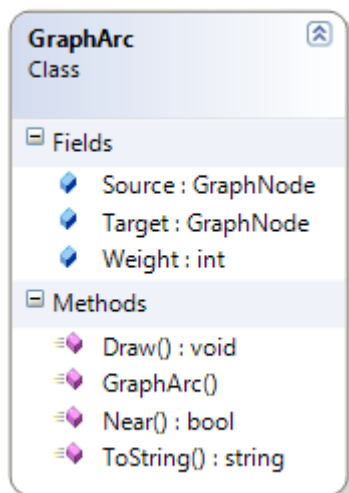 GraphArc
Class
Fields
Source : GraphNode
Target : GraphNode
Weight : int
Methods
Draw() : void
GraphArc()
Near() : bool
ToString() : string